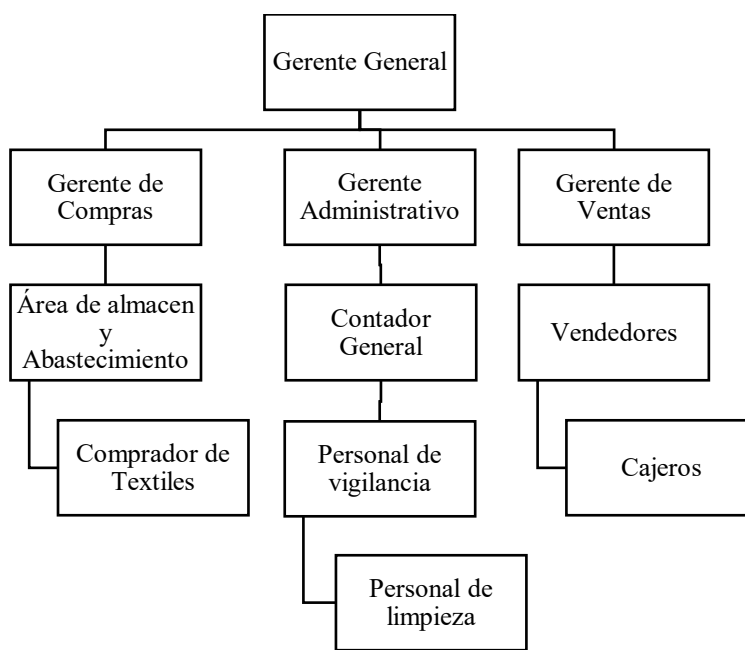 Gerente General
Gerente de
Compras
Gerente
Administrativo
Gerente de
Ventas
Área de almacen
y
Abastecimiento
Contador
General
Vendedores
Comprador de
Textiles
Personal de
vigilancia
Cajeros
Personal de
limpieza